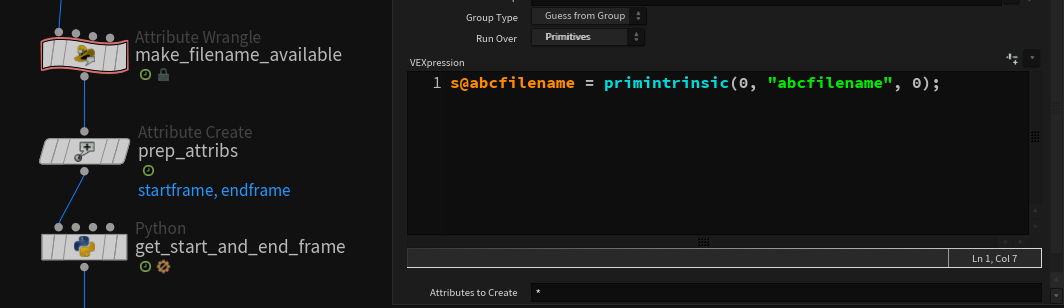 Attribute Wrangle
make_filename_available
Attribute Create
prep_attribs
startframe, endframe
Python
get_start_and_end_frame
Group Type
Guess from Group
Run Over
Primitives
VEXpression
1 s@abcfilename = primintrinsic(0, "abcfilename", 0);
Ln 1, Col 7
Attributes to Create
*